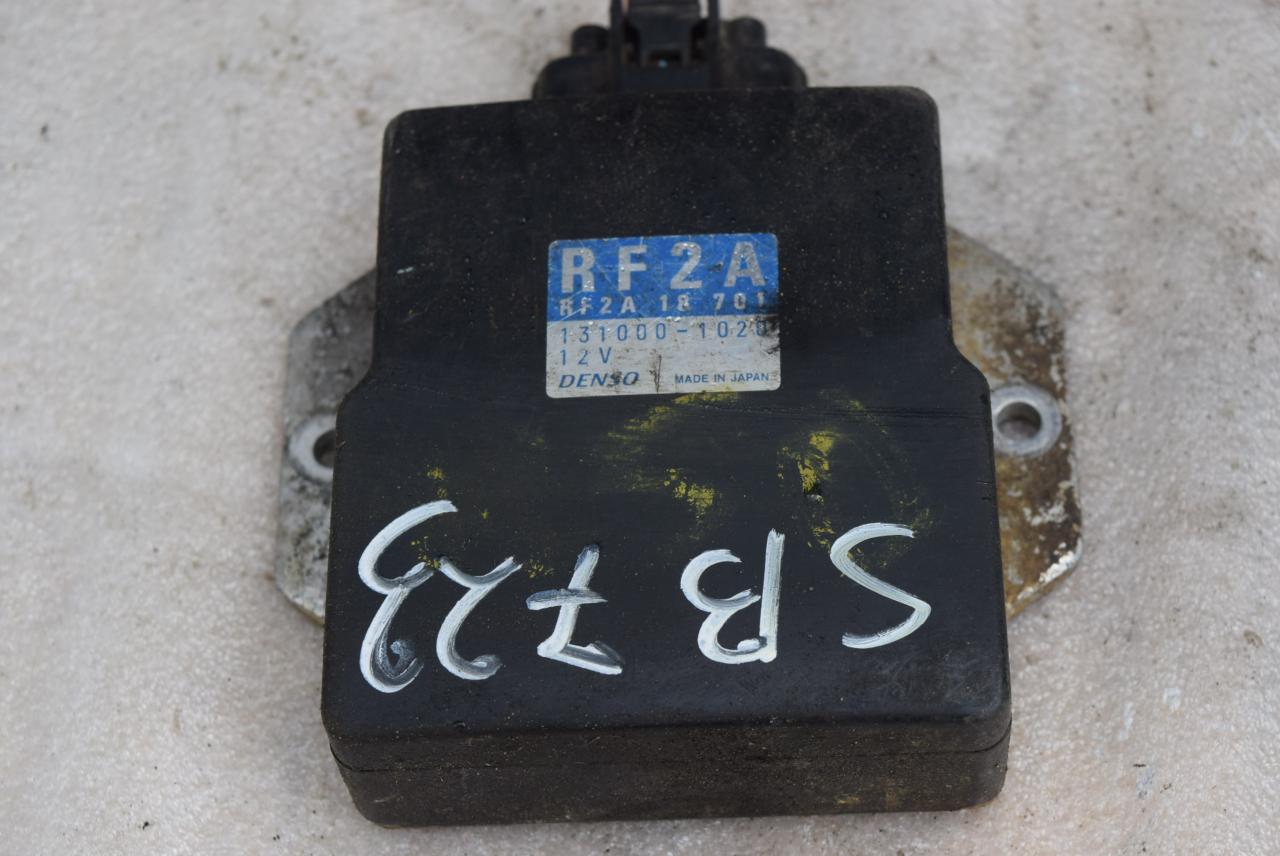 RF2A
RF2A 18 701
131000-1020
12V
DENSO MADE IN JAPAN
SB 723